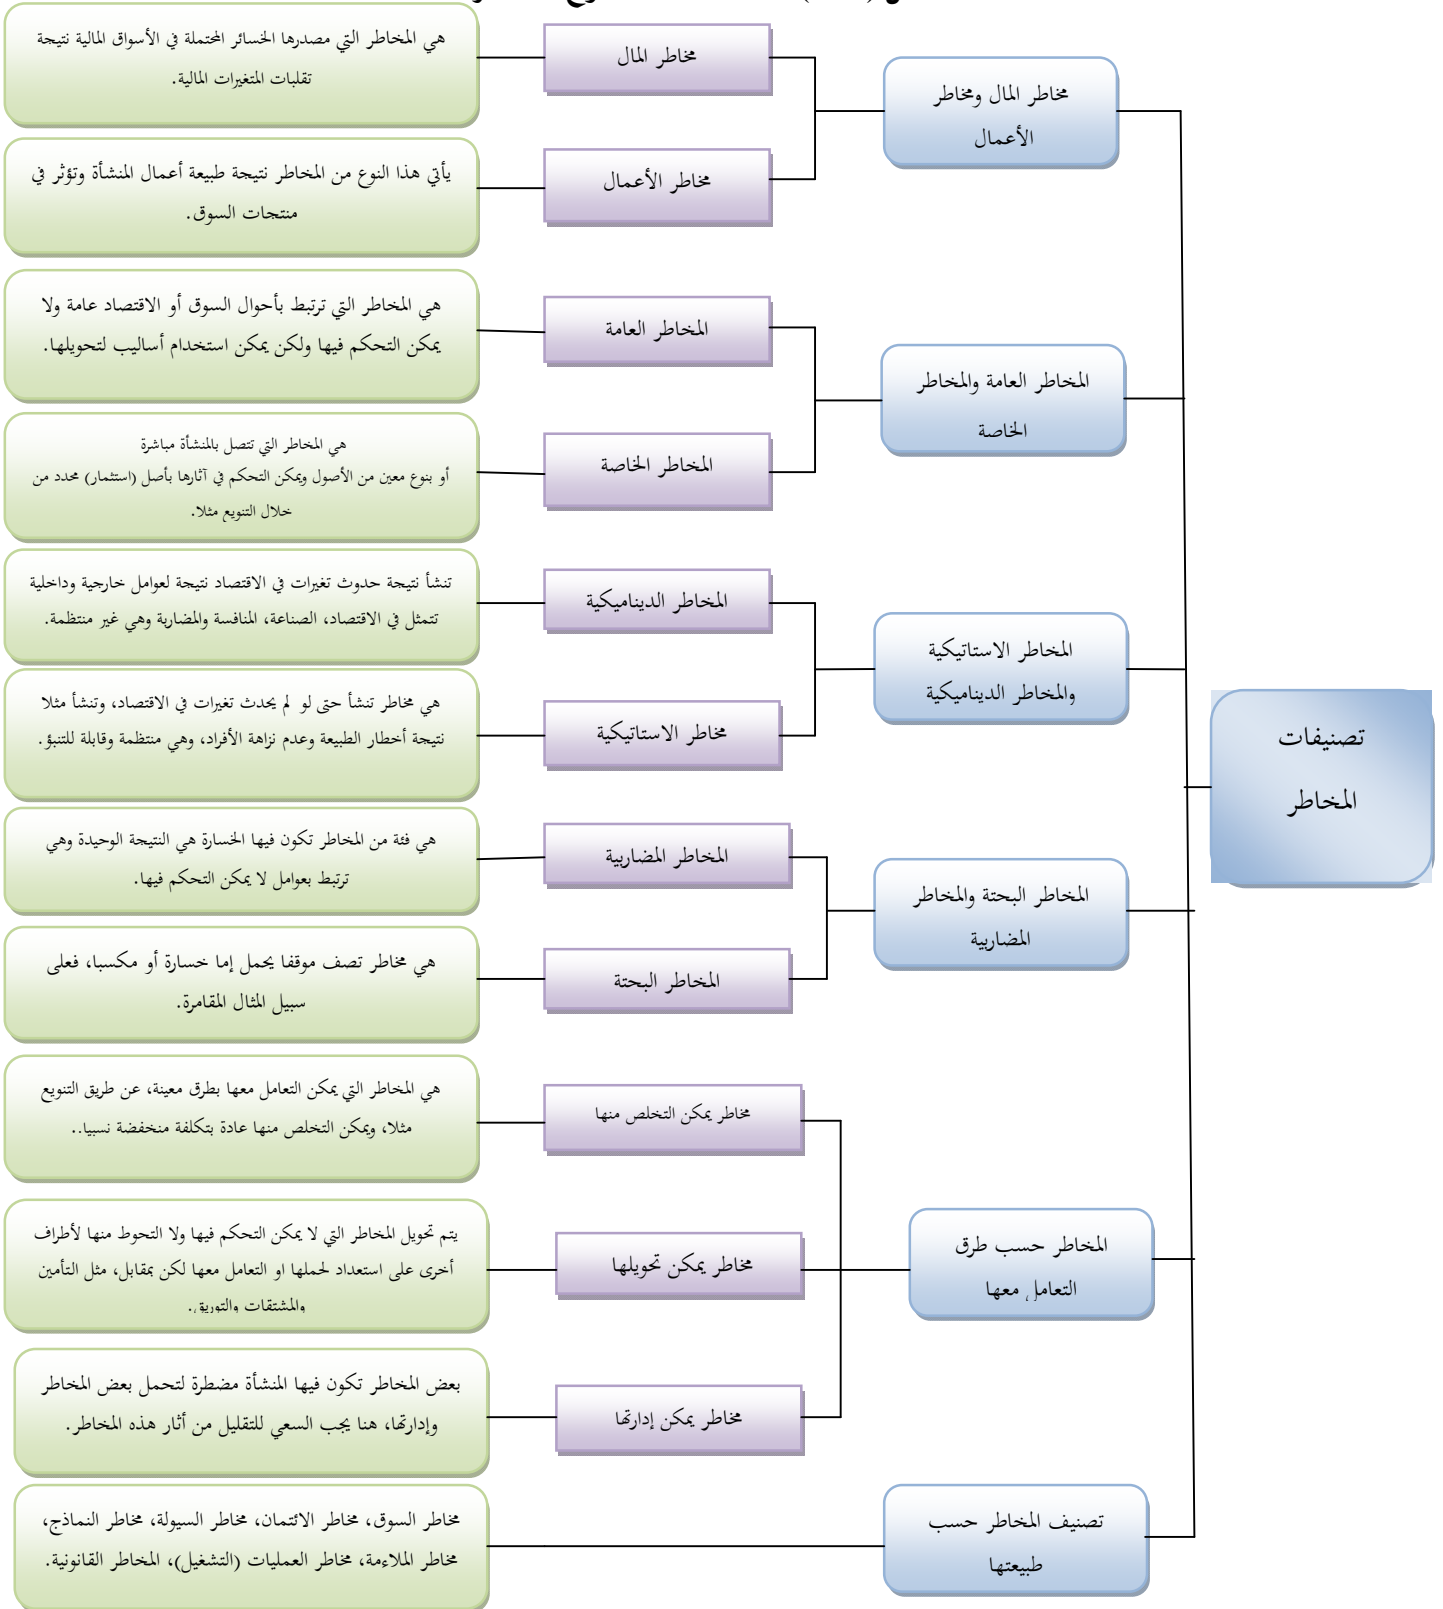 تصنيفات
المخاطر
مخاطر المال ومخاطر
الأعمال
مخاطر المال
هي المخاطر التي مصدرها الخسائر المحتملة في الأسواق المالية نتيجة
تقلبات المتغيرات المالية.
مخاطر الأعمال
يأتي هذا النوع من المخاطر نتيجة طبيعة أعمال المنشأة وتؤثر في
منتجات السوق.
المخاطر العامة والمخاطر
الخاصة
المخاطر العامة
هي المخاطر التي ترتبط بأحوال السوق أو الاقتصاد عامة ولا
يمكن التحكم فيها ولكن يمكن استخدام أساليب لتحويلها.
المخاطر الخاصة
هي المخاطر التي تتصل بالمنشأة مباشرة
أو بنوع معين من الأصول ويمكن التحكم في آثارها بأصل (استثمار) محدد من
خلال التنويع مثلا.
المخاطر الاستاتيكية
والمخاطر الديناميكية
المخاطر الديناميكية
تنشأ نتيجة حدوث تغيرات في الاقتصاد نتيجة لعوامل خارجية وداخلية
تتمثل في الاقتصاد، الصناعة، المنافسة والمضاربة وهي غير منتظمة.
مخاطر الاستاتيكية
هي مخاطر تنشأ حتى لو لم يحدث تغيرات في الاقتصاد، وتنشأ مثلا
نتيجة أخطار الطبيعة وعدم نزاهة الأفراد، وهي منتظمة وقابلة للتنبؤ.
المخاطر البحتة والمخاطر
المضاربية
المخاطر المضاربية
هي فئة من المخاطر تكون فيها الخسارة هي النتيجة الوحيدة وهي
ترتبط بعوامل لا يمكن التحكم فيها.
المخاطر البحتة
هي مخاطر تصف موقفا يحمل إما خسارة أو مكسبا، فعلى
سبيل المثال المقامرة.
المخاطر حسب طرق
التعامل معها
مخاطر يمكن التخلص منها
هي المخاطر التي يمكن التعامل معها بطرق معينة، عن طريق التنويع
مثلا، ويمكن التخلص منها عادة بتكلفة منخفضة نسبيا..
مخاطر يمكن تحويلها
يتم تحويل المخاطر التي لا يمكن التحكم فيها ولا التحوط منها لأطراف
أخرى على استعداد لحملها او التعامل معها لكن بمقابل، مثل التأمين
والمشتقات والتوريق.
مخاطر يمكن إدارتها
بعض المخاطر تكون فيها المنشأة مضطرة لتحمل بعض المخاطر
وإدارتها، هنا يجب السعي للتقليل من أثار هذه المخاطر.
تصنيف المخاطر حسب
طبيعتها
مخاطر السوق، مخاطر الائتمان، مخاطر السيولة، مخاطر النماذج،
مخاطر الملاءمة، مخاطر العمليات (التشغيل)، المخاطر القانونية.